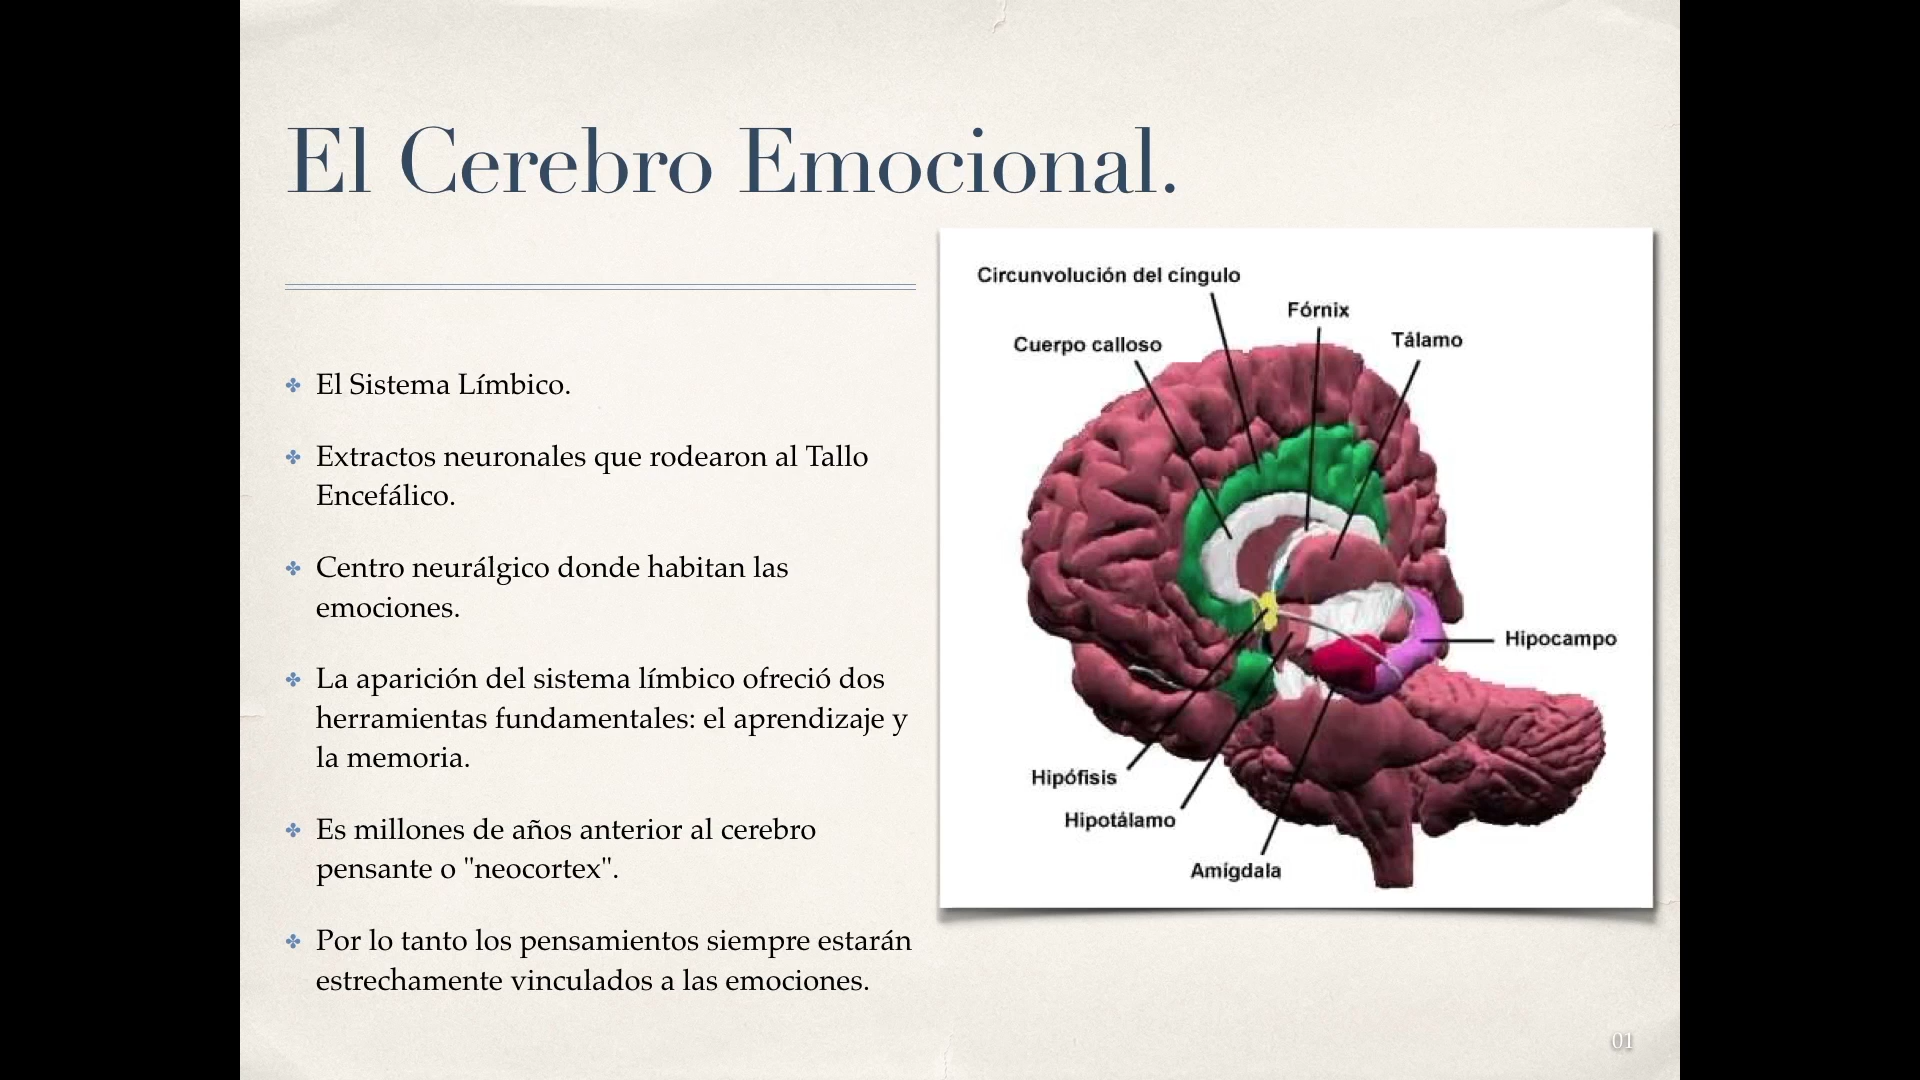 El Cerebro Emocional.
El Sistema Límbico.
Extractos neuronales que rodearon al Tallo
Encefálico.
Centro neurálgico donde habitan las
emociones.
La aparición del sistema límbico ofreció dos
herramientas fundamentales: el aprendizaje y
la memoria.
Es millones de años anterior al cerebro
pensante o "neocortex".
Por lo tanto los pensamientos siempre estarán
estrechamente vinculados a las emociones.
Circunvolución del cíngulo
Fórnix
Tálamo
Cuerpo calloso
Hipocampo
Hipófisis
Hipotálamo
Amígdala
01